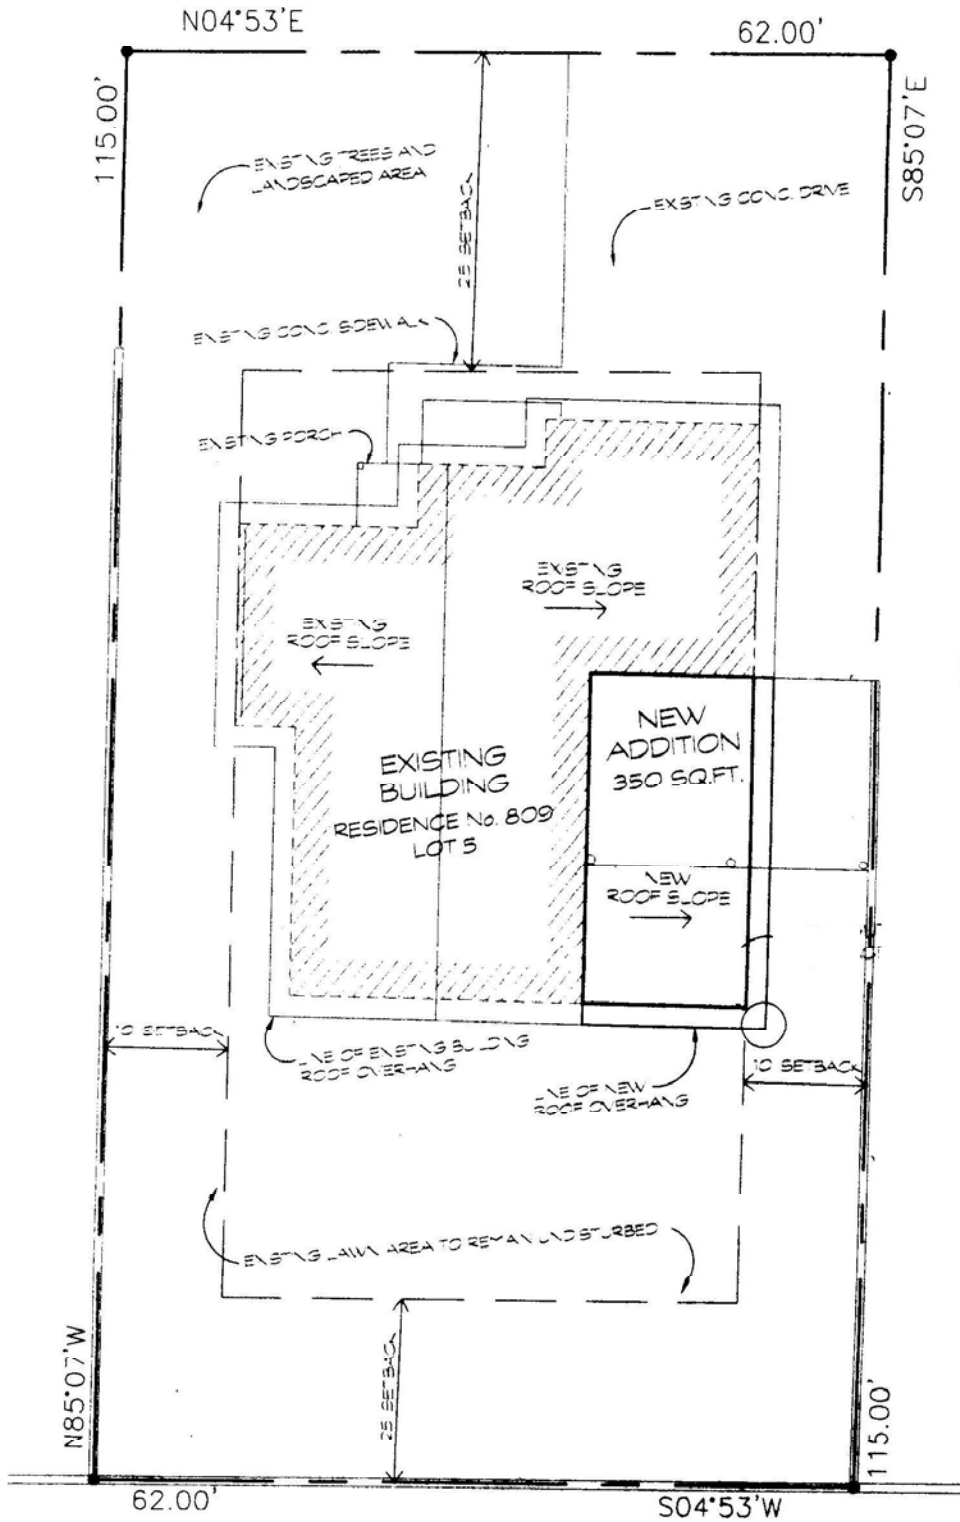 N04°53'E
62.00'
115.00'
S85°07'E
EXISTING TREES AND
LANDSCAPED AREA
EXISTING CONC. DRIVE
25 SETBACK
EXISTING CONC. SIDEWALK
EXISTING PORCH
EXISTING
ROOF SLOPE
EXISTING
ROOF SLOPE
NEW
ADDITION
350 SQ.FT.
EXISTING
BUILDING
RESIDENCE No. 809
LOT 5
NEW
ROOF SLOPE
10 SETBACK
LINE OF EXISTING BUILDING
ROOF OVERHANG
LINE OF NEW
ROOF OVERHANG
10 SETBACK
EXISTING LAWN AREA TO REMAIN UNDISTURBED
25 SETBACK
N85°07'W
115.00'
62.00'
S04°53'W